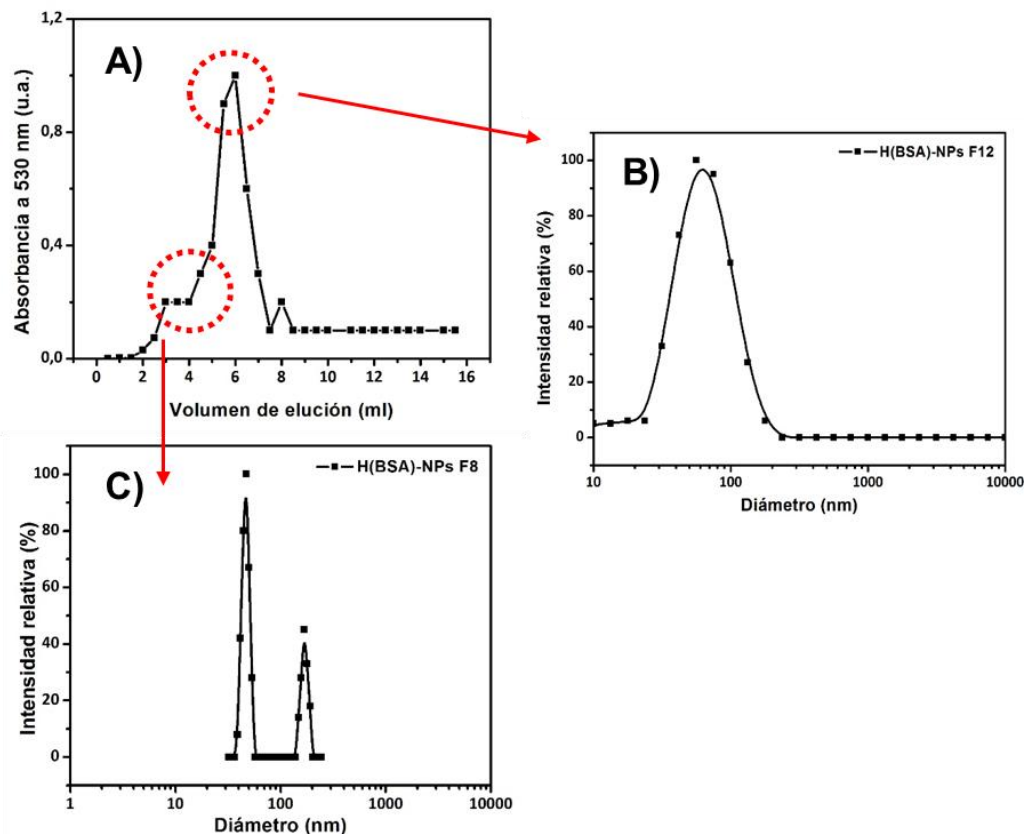 A)
Absorbancia a 530 nm (u.a.)
1,2
0,8
0,4
0,0
0 2 4 6 8 10 12 14 16
Volumen de elución (ml)
B)
H(BSA)-NPs F12
Intensidad relativa (%)
100
80
60
40
20
0
10 100 1000 10000
Diámetro (nm)
C)
H(BSA)-NPs F8
Intensidad relativa (%)
100
80
60
40
20
0
1 10 100 1000 10000
Diámetro (nm)